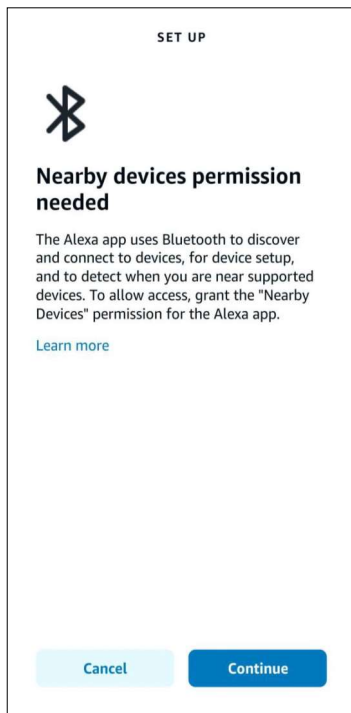 SET UP
Nearby devices permission
needed
The Alexa app uses Bluetooth to discover
and connect to devices, for device setup,
and to detect when you are near supported
devices. To allow access, grant the "Nearby
Devices" permission for the Alexa app.
Learn more
Cancel
Continue